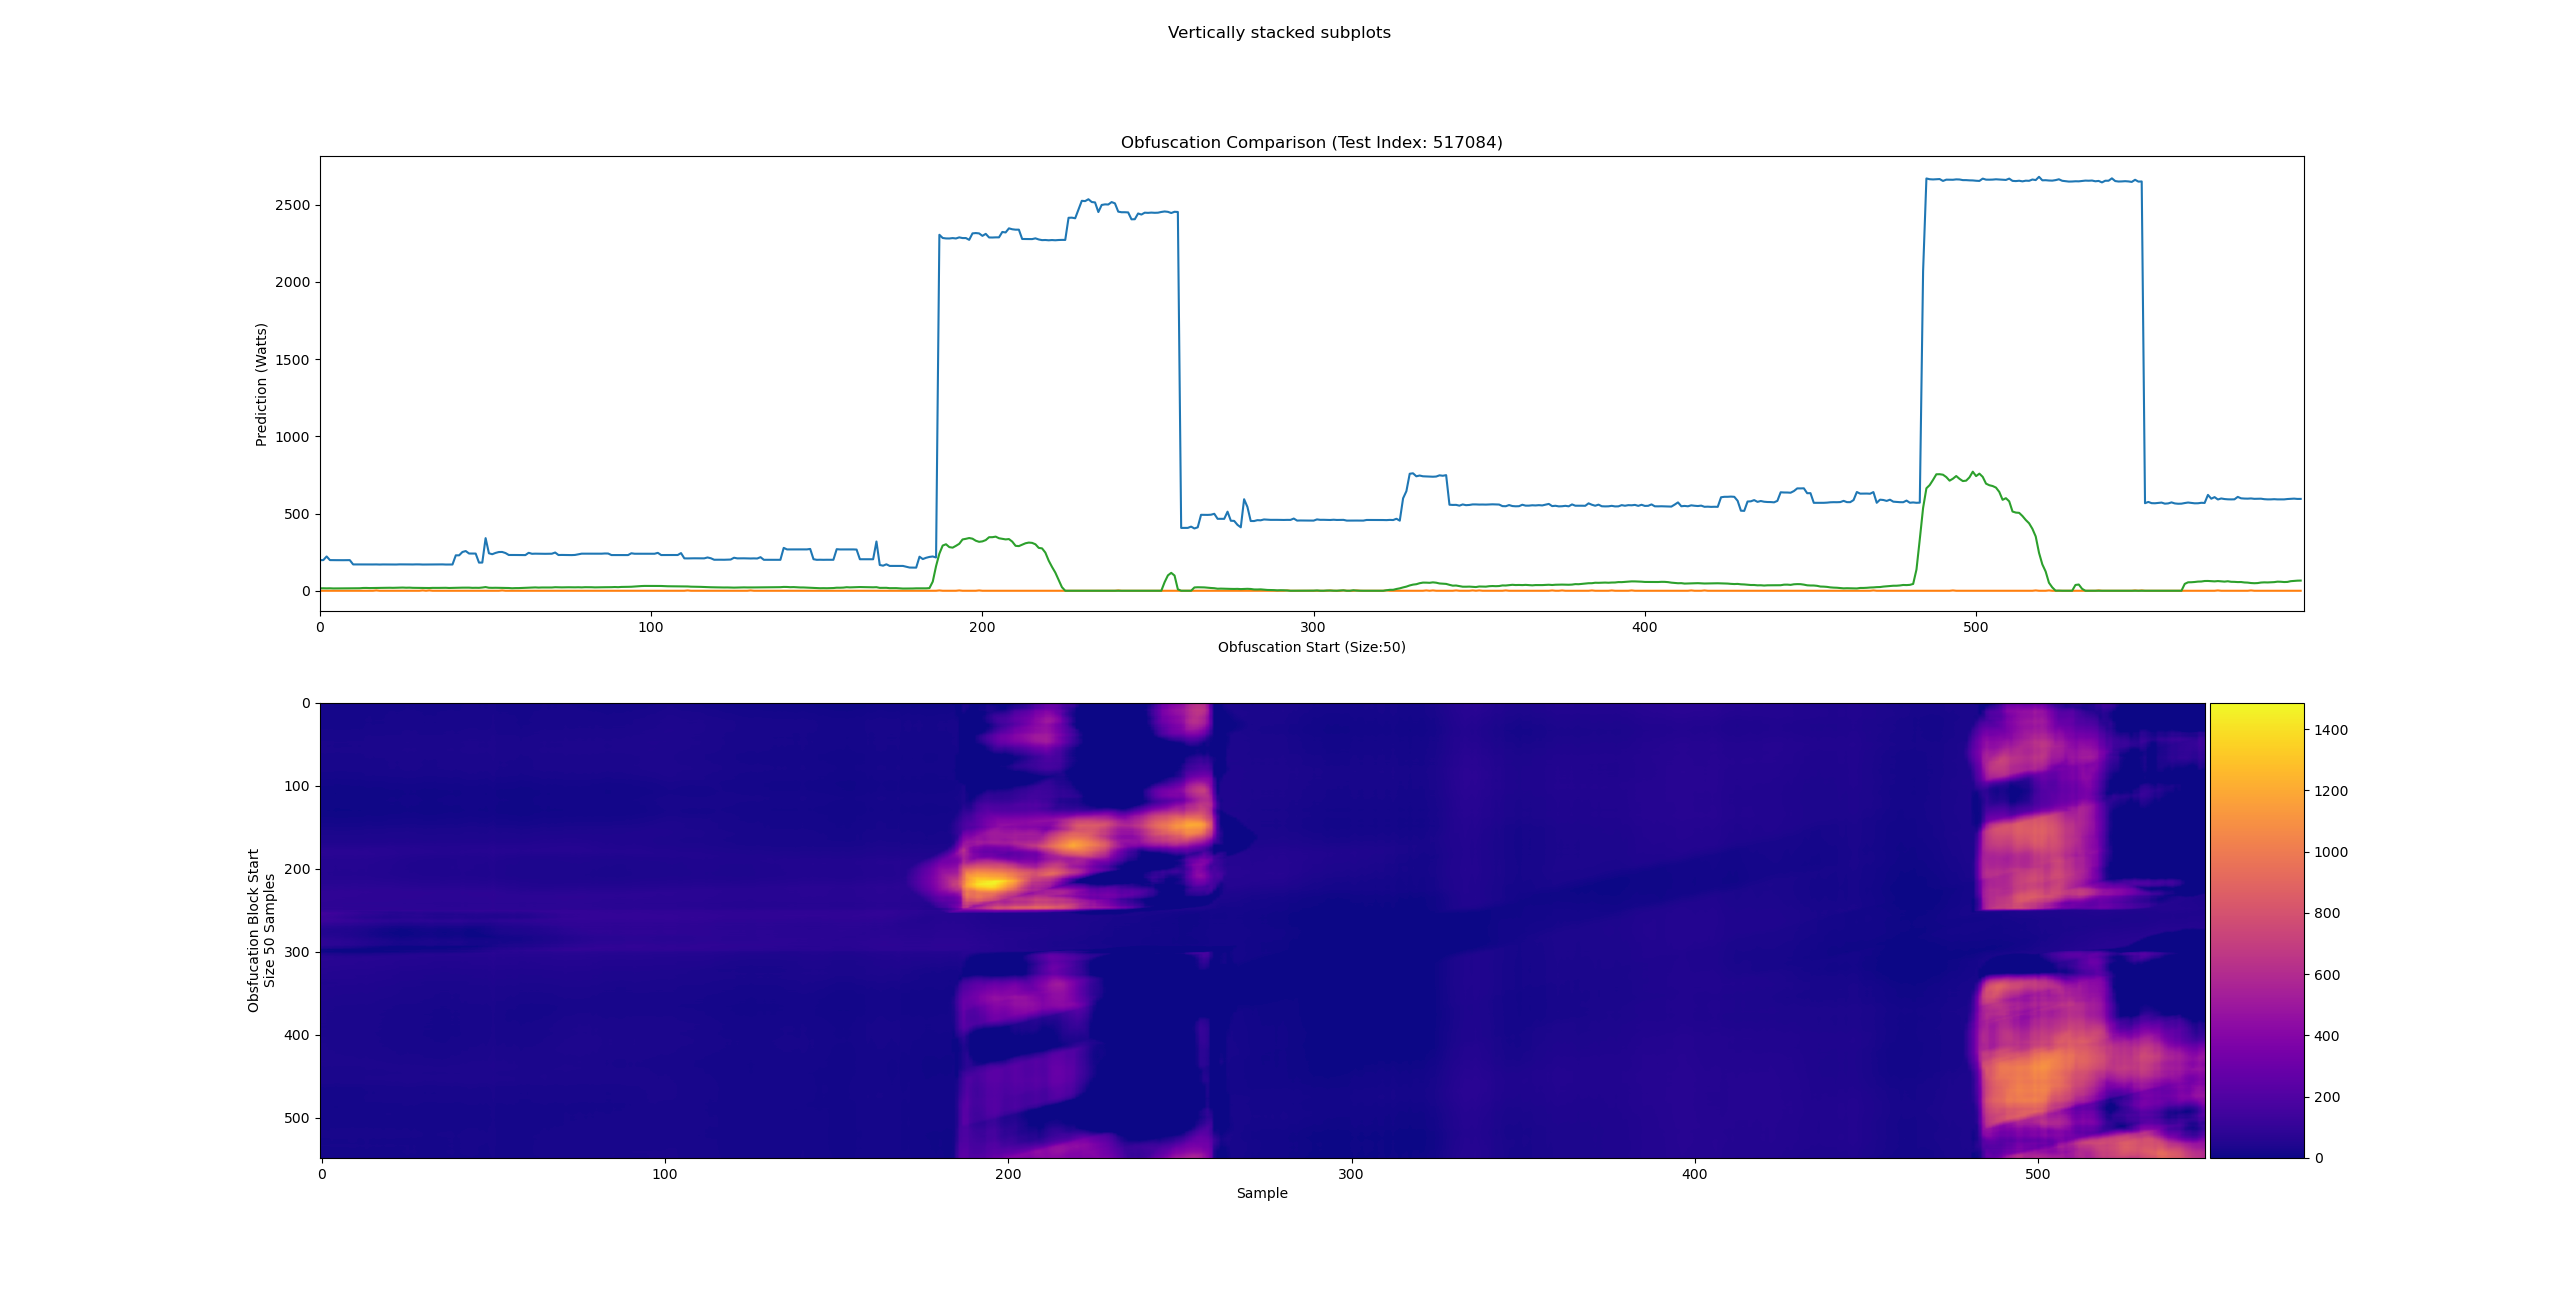 Vertically stacked subplots
Obfuscation Comparison (Test Index: 517084)
Prediction (Watts)
2500
2000
1500
1000
500
0
0 100 200 300 400 500
Obfuscation Start (Size:50)
Obsfucation Block Start
Size 50 Samples
0
100
200
300
400
500
0 100 200 300 400 500
Sample
1400
1200
1000
800
600
400
200
0